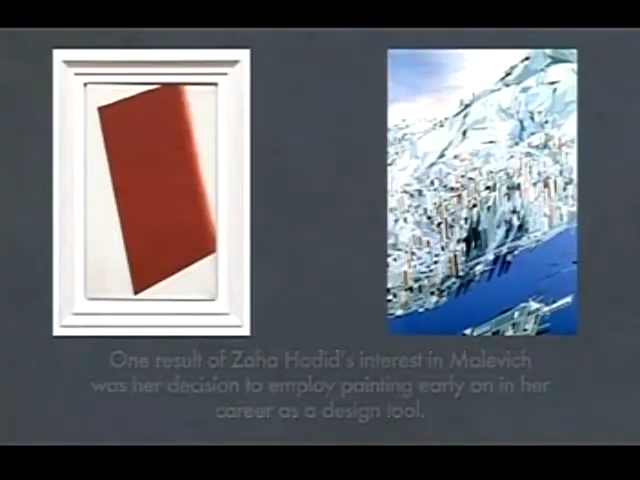 One result of Zaha Hadid's interest in Malevich
was her decision to employ painting early on in her
career as a design tool.